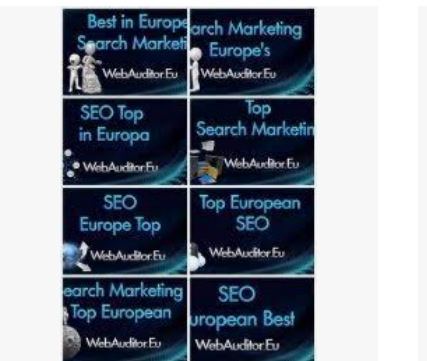 Best in Europe
Search Marketi
WebAuditor.Eu
arch Marketing
Europe's
WebAuditor.Eu
SEO Top
in Europa
WebAuditor.Eu
Top
Search Marketin
WebAuditor.Eu
SEO
Europe Top
WebAuditor.Eu
Top European
SEO
WebAuditor.Eu
earch Marketing
Top European
WebAuditor.Eu
SEO
uropean Best
WebAuditor.Eu